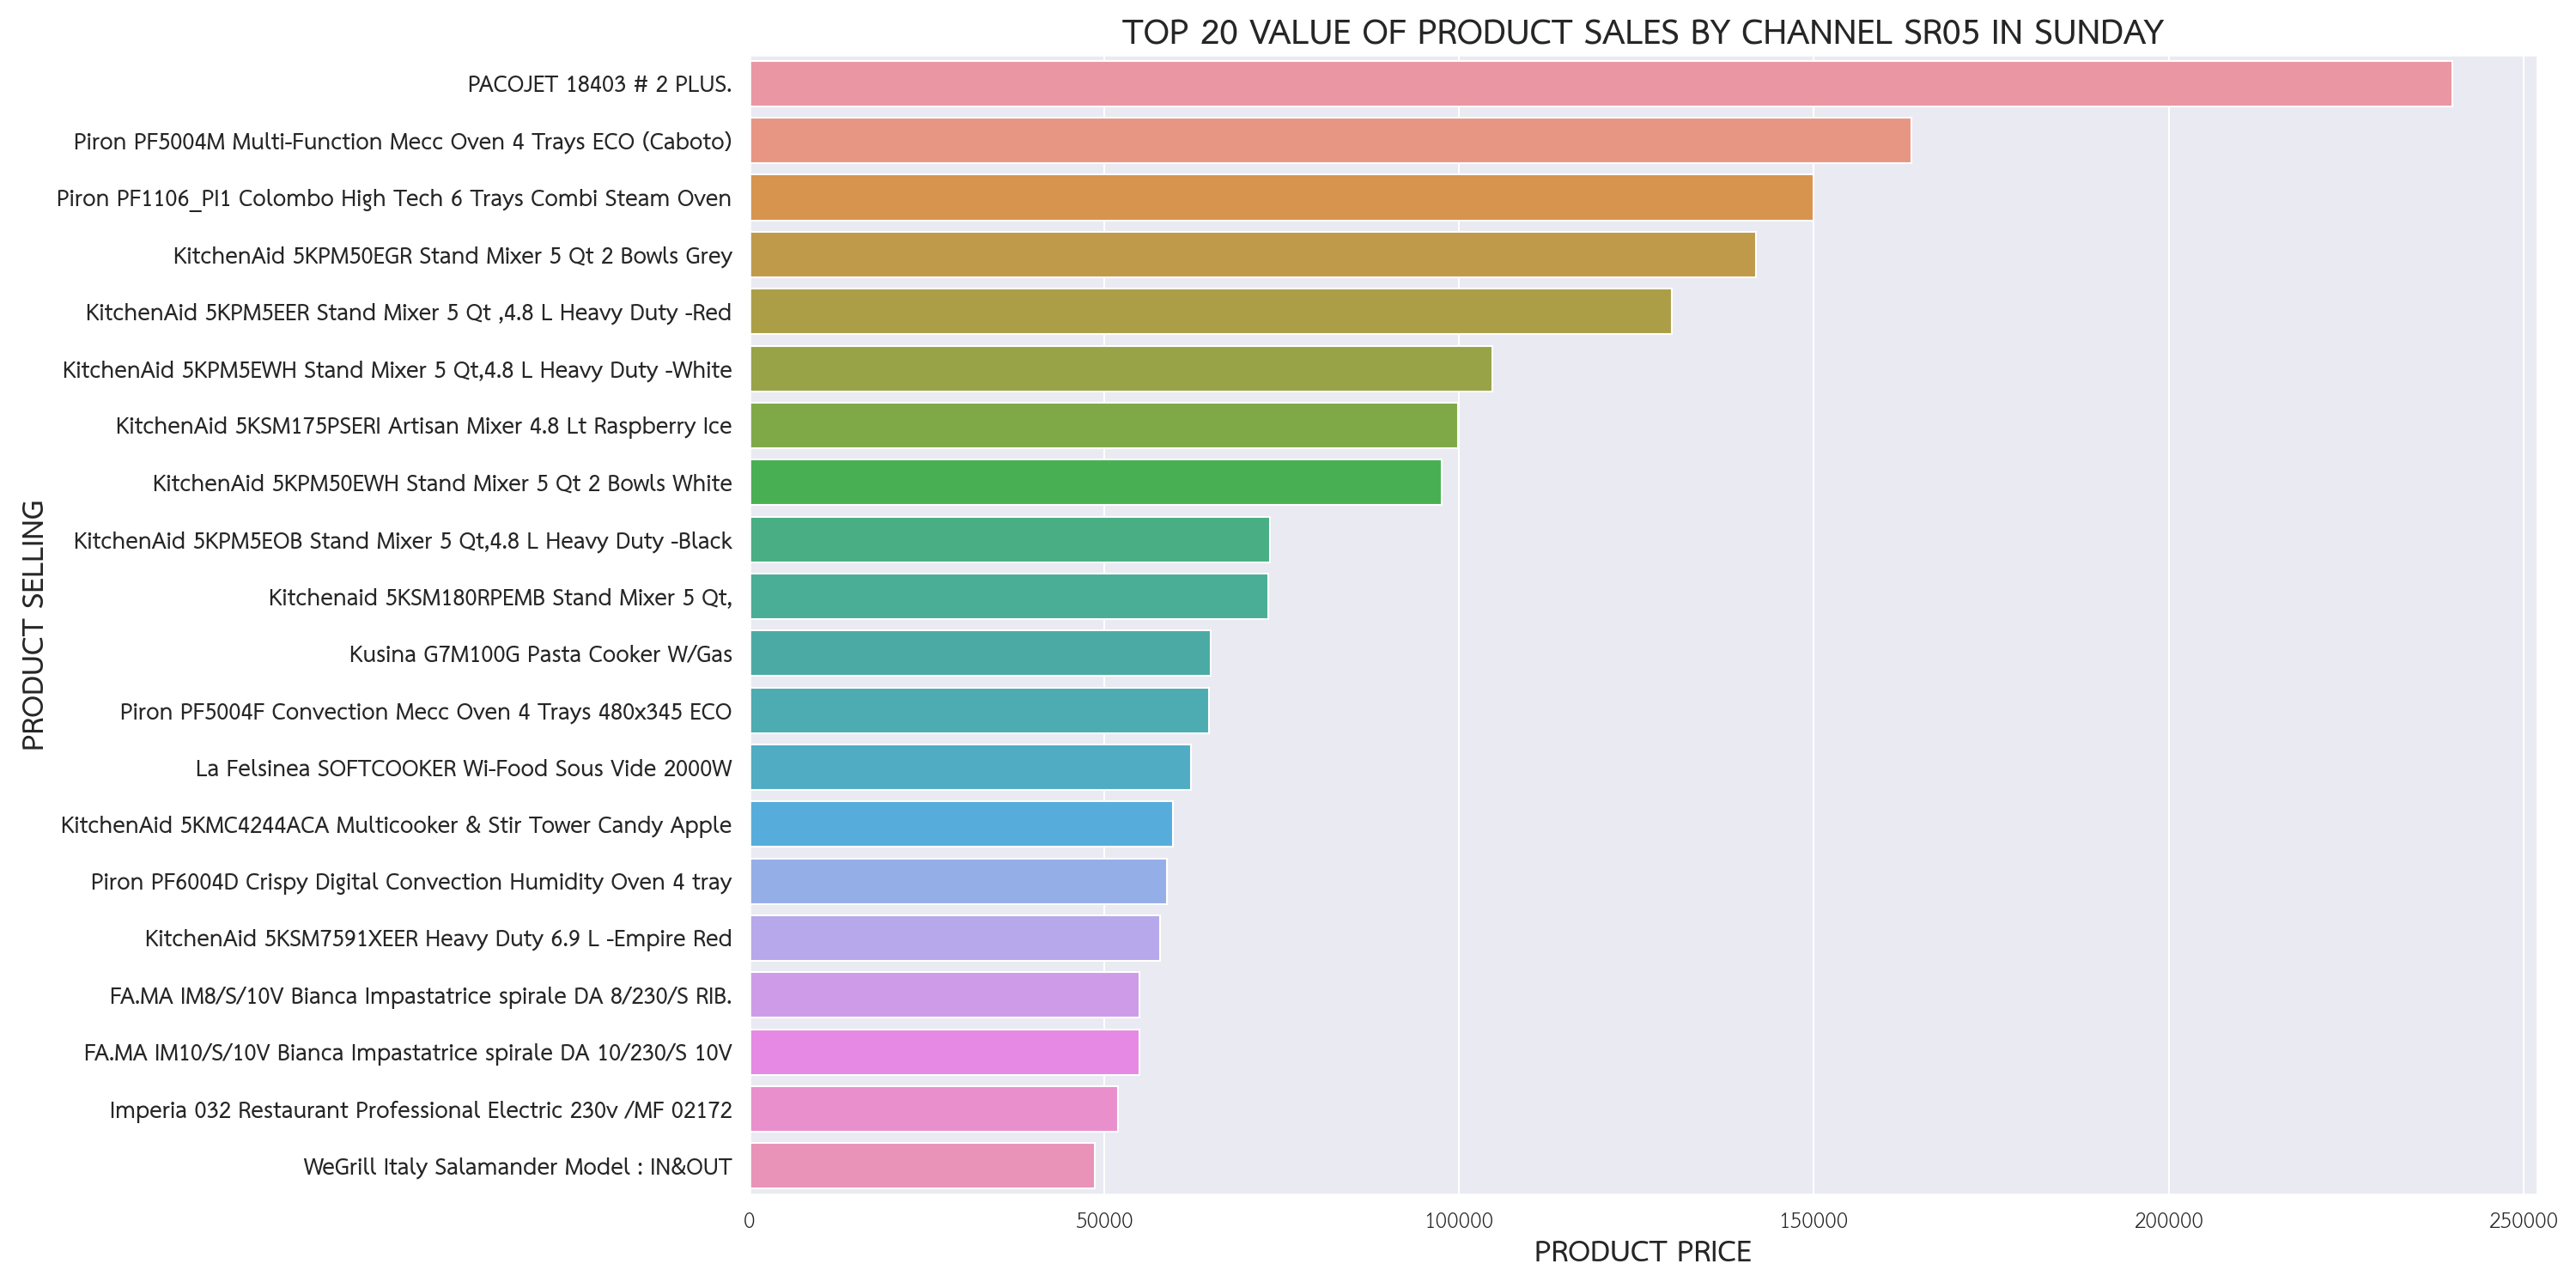 TOP 20 VALUE OF PRODUCT SALES BY CHANNEL SR05 IN SUNDAY
PRODUCT SELLING
PACOJET 18403 # 2 PLUS.
Piron PF5004M Multi-Function Mecc Oven 4 Trays ECO (Caboto)
Piron PF1106_PI1 Colombo High Tech 6 Trays Combi Steam Oven
KitchenAid 5KPM50EGR Stand Mixer 5 Qt 2 Bowls Grey
KitchenAid 5KPM5EER Stand Mixer 5 Qt ,4.8 L Heavy Duty -Red
KitchenAid 5KPM5EWH Stand Mixer 5 Qt,4.8 L Heavy Duty -White
KitchenAid 5KSM175PSERI Artisan Mixer 4.8 Lt Raspberry Ice
KitchenAid 5KPM50EWH Stand Mixer 5 Qt 2 Bowls White
KitchenAid 5KPM5EOB Stand Mixer 5 Qt,4.8 L Heavy Duty -Black
Kitchenaid 5KSM180RPEMB Stand Mixer 5 Qt,
Kusina G7M100G Pasta Cooker W/Gas
Piron PF5004F Convection Mecc Oven 4 Trays 480x345 ECO
La Felsinea SOFTCOOKER Wi-Food Sous Vide 2000W
KitchenAid 5KMC4244ACA Multicooker & Stir Tower Candy Apple
Piron PF6004D Crispy Digital Convection Humidity Oven 4 tray
KitchenAid 5KSM7591XEER Heavy Duty 6.9 L -Empire Red
FA.MA IM8/S/10V Bianca Impastatrice spirale DA 8/230/S RIB.
FA.MA IM10/S/10V Bianca Impastatrice spirale DA 10/230/S 10V
Imperia 032 Restaurant Professional Electric 230v /MF 02172
WeGrill Italy Salamander Model : IN&OUT
0 50000 100000 150000 200000 250000
PRODUCT PRICE